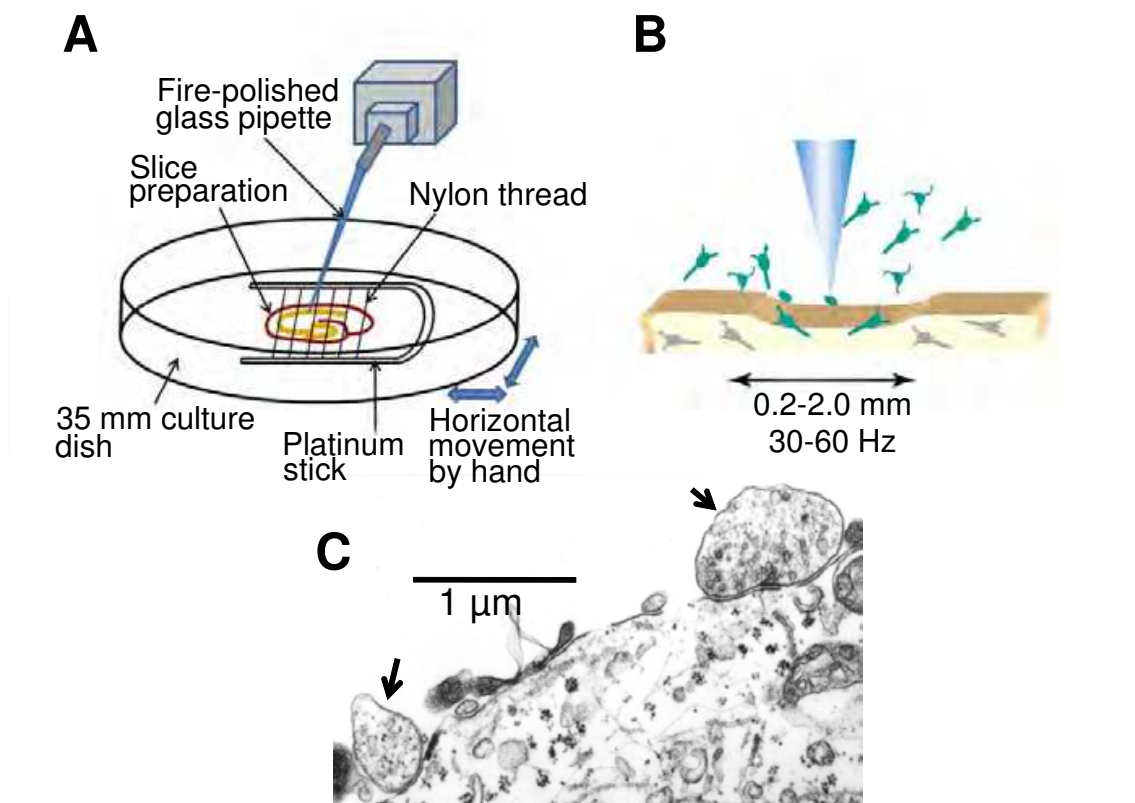 A
B
Fire-polished
glass pipette
Slice
preparation
Nylon thread
35 mm culture
dish
Platinum
stick
Horizontal
movement
by hand
0.2-2.0 mm
30-60 Hz
C
1 µm